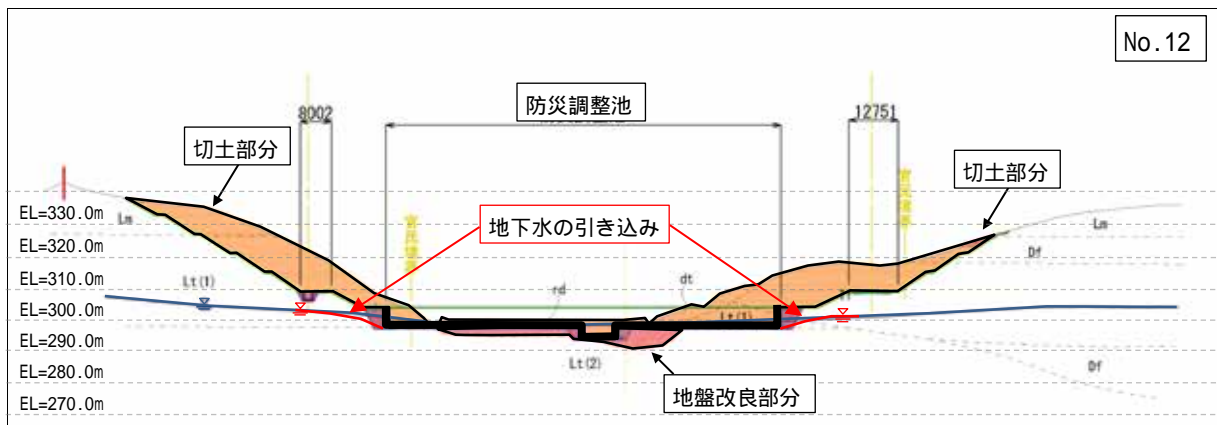 No.12
防災調整池
8002
12751
切土部分
切土部分
地下水の引き込み
EL=330.0m
Lm
Lm
EL=320.0m
Df
Lt(1)
EL=310.0m
rd
dt
EL=300.0m
EL=290.0m
Lt(2)
Df
EL=280.0m
地盤改良部分
EL=270.0m